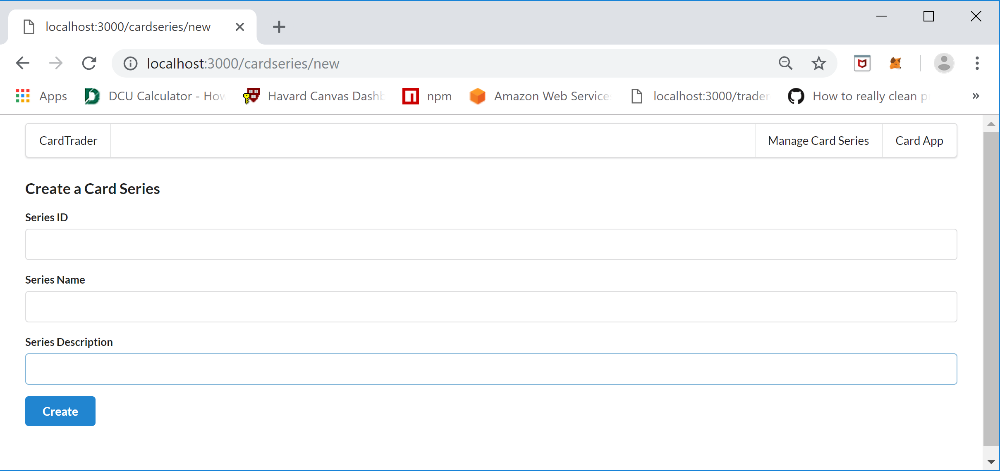 localhost:3000/cardseries/new
localhost:3000/cardseries/new
Apps DCU Calculator - How Havard Canvas Dashb npm Amazon Web Services localhost:3000/trader How to really clean p
CardTrader Manage Card Series Card App
Create a Card Series
Series ID
Series Name
Series Description
Create